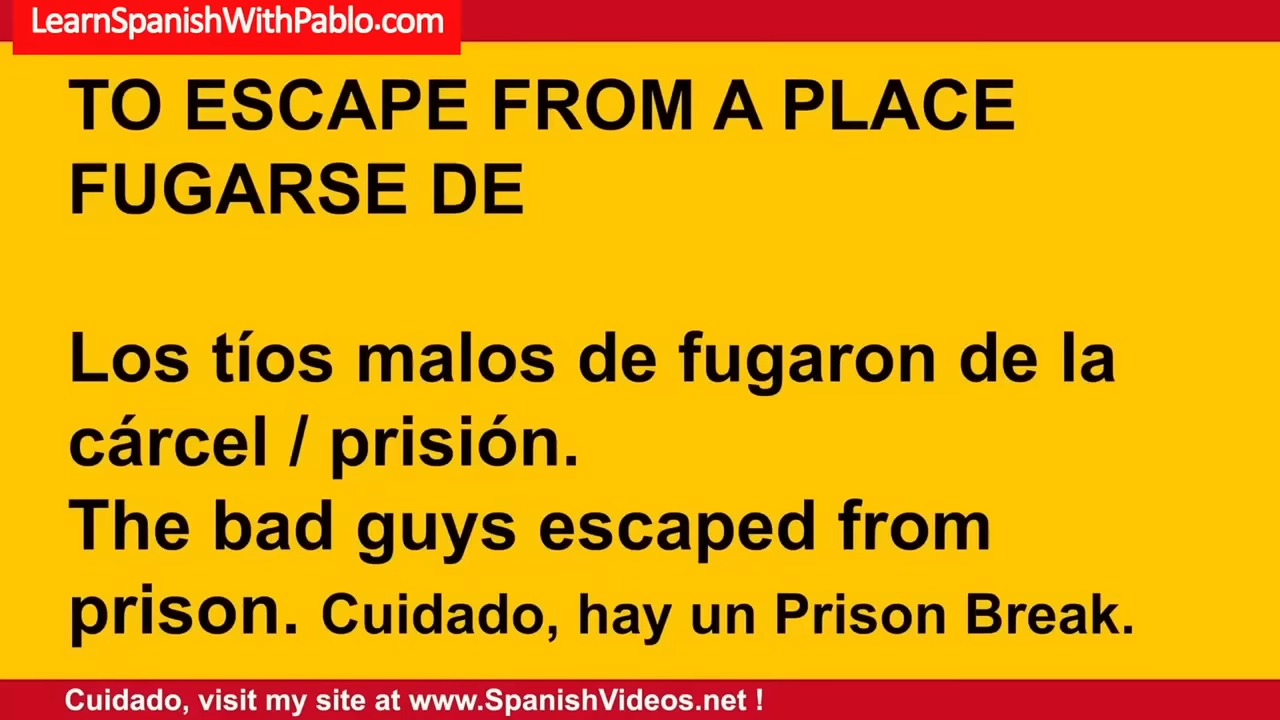 LearnSpanishWithPablo.com
TO ESCAPE FROM A PLACE
FUGARSE DE
Los tíos malos de fugaron de la
cárcel / prisión.
The bad guys escaped from
prison. Cuidado, hay un Prison Break.
Cuidado, visit my site at www.SpanishVideos.net !